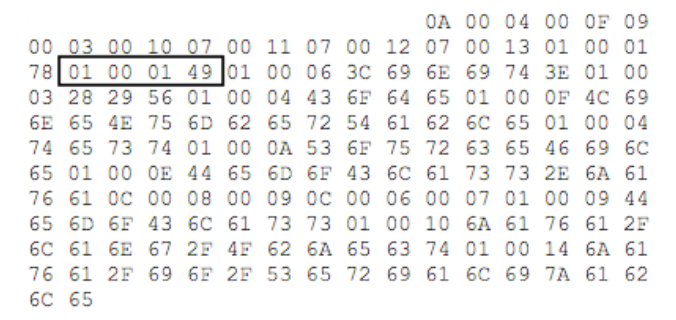 0A 00 04 00 0F 09
00 03 00 10 07 00 11 07 00 12 07 00 13 01 00 01
78 01 00 01 49 01 00 06 3C 69 6E 69 74 3E 01 00
03 28 29 56 01 00 04 43 6F 64 65 01 00 0F 4C 69
6E 65 4E 75 6D 62 65 72 54 61 62 6C 65 01 00 04
74 65 73 74 01 00 0A 53 6F 75 72 63 65 46 69 6C
65 01 00 0E 44 65 6D 6F 43 6C 61 73 73 2E 6A 61
76 61 0C 00 08 00 09 0C 00 06 00 07 01 00 09 44
65 6D 6F 43 6C 61 73 73 01 00 10 6A 61 76 61 2F
6C 61 6E 67 2F 4F 62 6A 65 63 74 01 00 14 6A 61
76 61 2F 69 6F 2F 53 65 72 69 61 6C 69 7A 61 62
6C 65